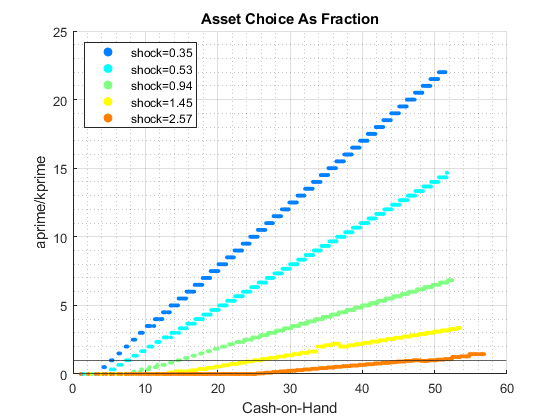 Asset Choice As Fraction
25
20
15
10
5
0
aprime/kprime
shock=0.35
shock=0.53
shock=0.94
shock=1.45
shock=2.57
0 10 20 30 40 50 60
Cash-on-Hand